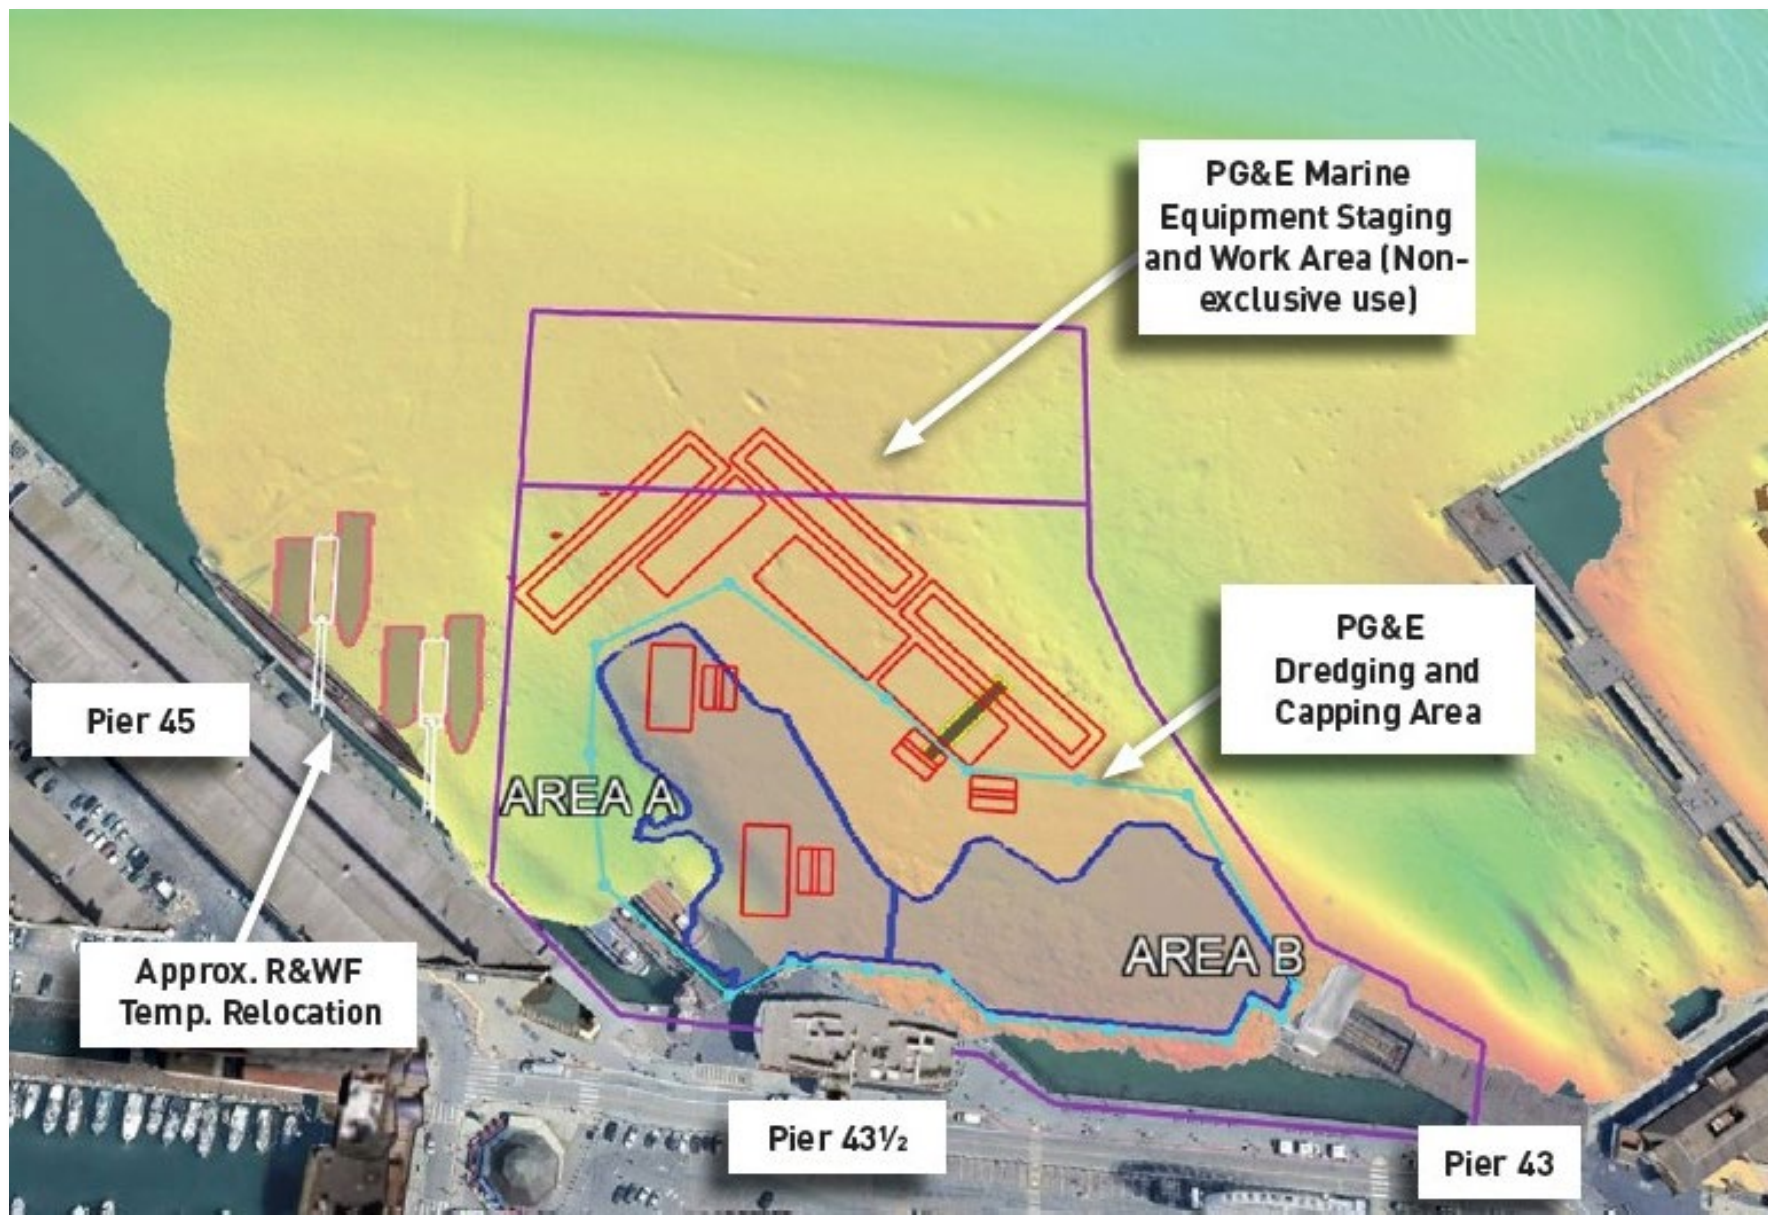 PG&E Marine
Equipment Staging
and Work Area (Non-
exclusive use)
PG&E
Dredging and
Capping Area
Pier 45
AREA A
AREA B
Approx. R&WF
Temp. Relocation
Pier 43½
Pier 43